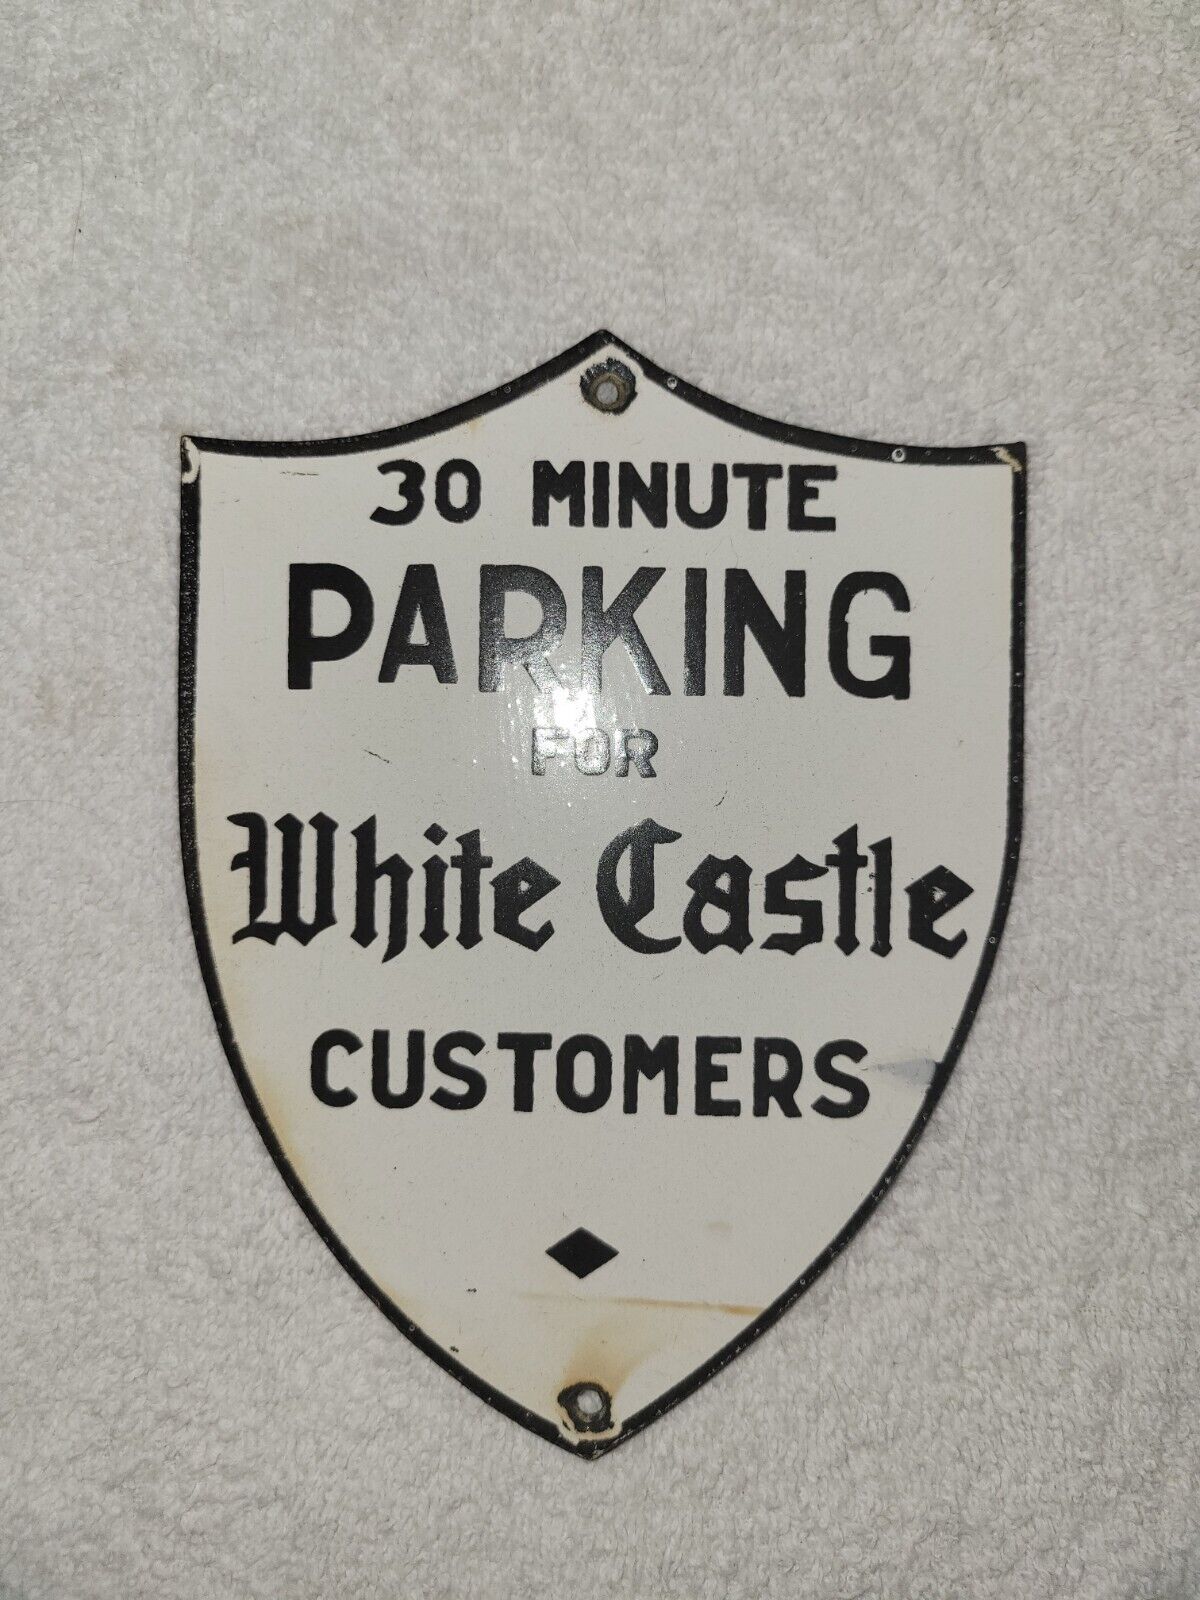 30 MINUTE
PARKING
FOR
White Castle
CUSTOMERS